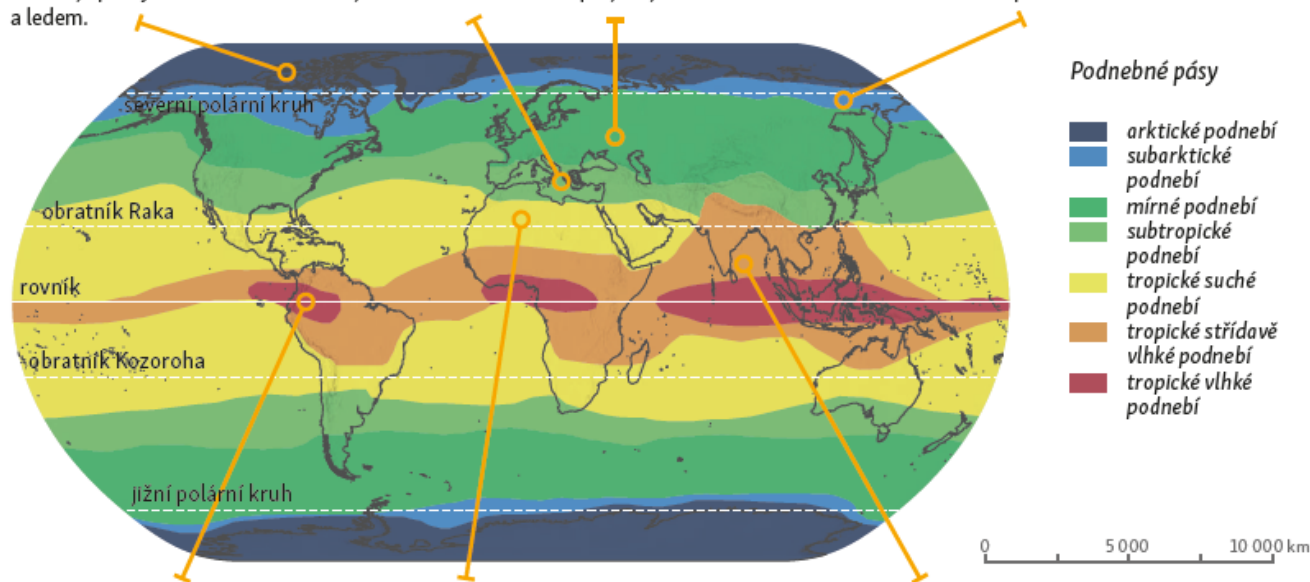 a ledem.
severní polární kruh
obratník Raka
rovník
obratník Kozoroha
jižní polární kruh
Podnebné pásy
arktické podnebí
subarktické
podnebí
mírné podnebí
subtropické
podnebí
tropické suché
podnebí
tropické střídavě
vlhké podnebí
tropické vlhké
podnebí
0 5 000 10 000 km